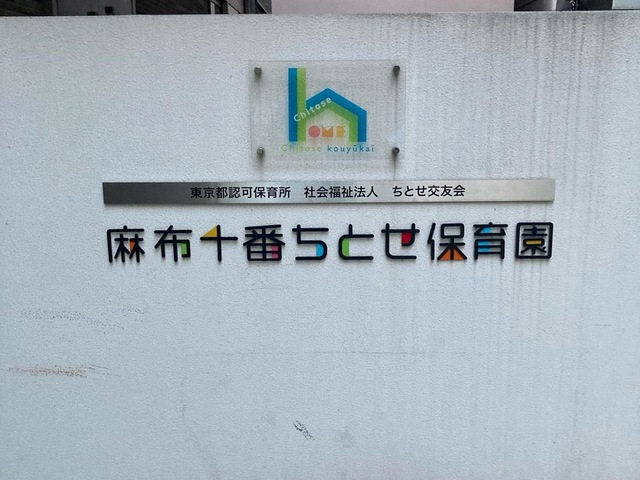 Chitose
HOME
Chitose kouyūkai
東京都認可保育所 社会福祉法人 ちとせ交友会
麻布十番ちとせ保育園